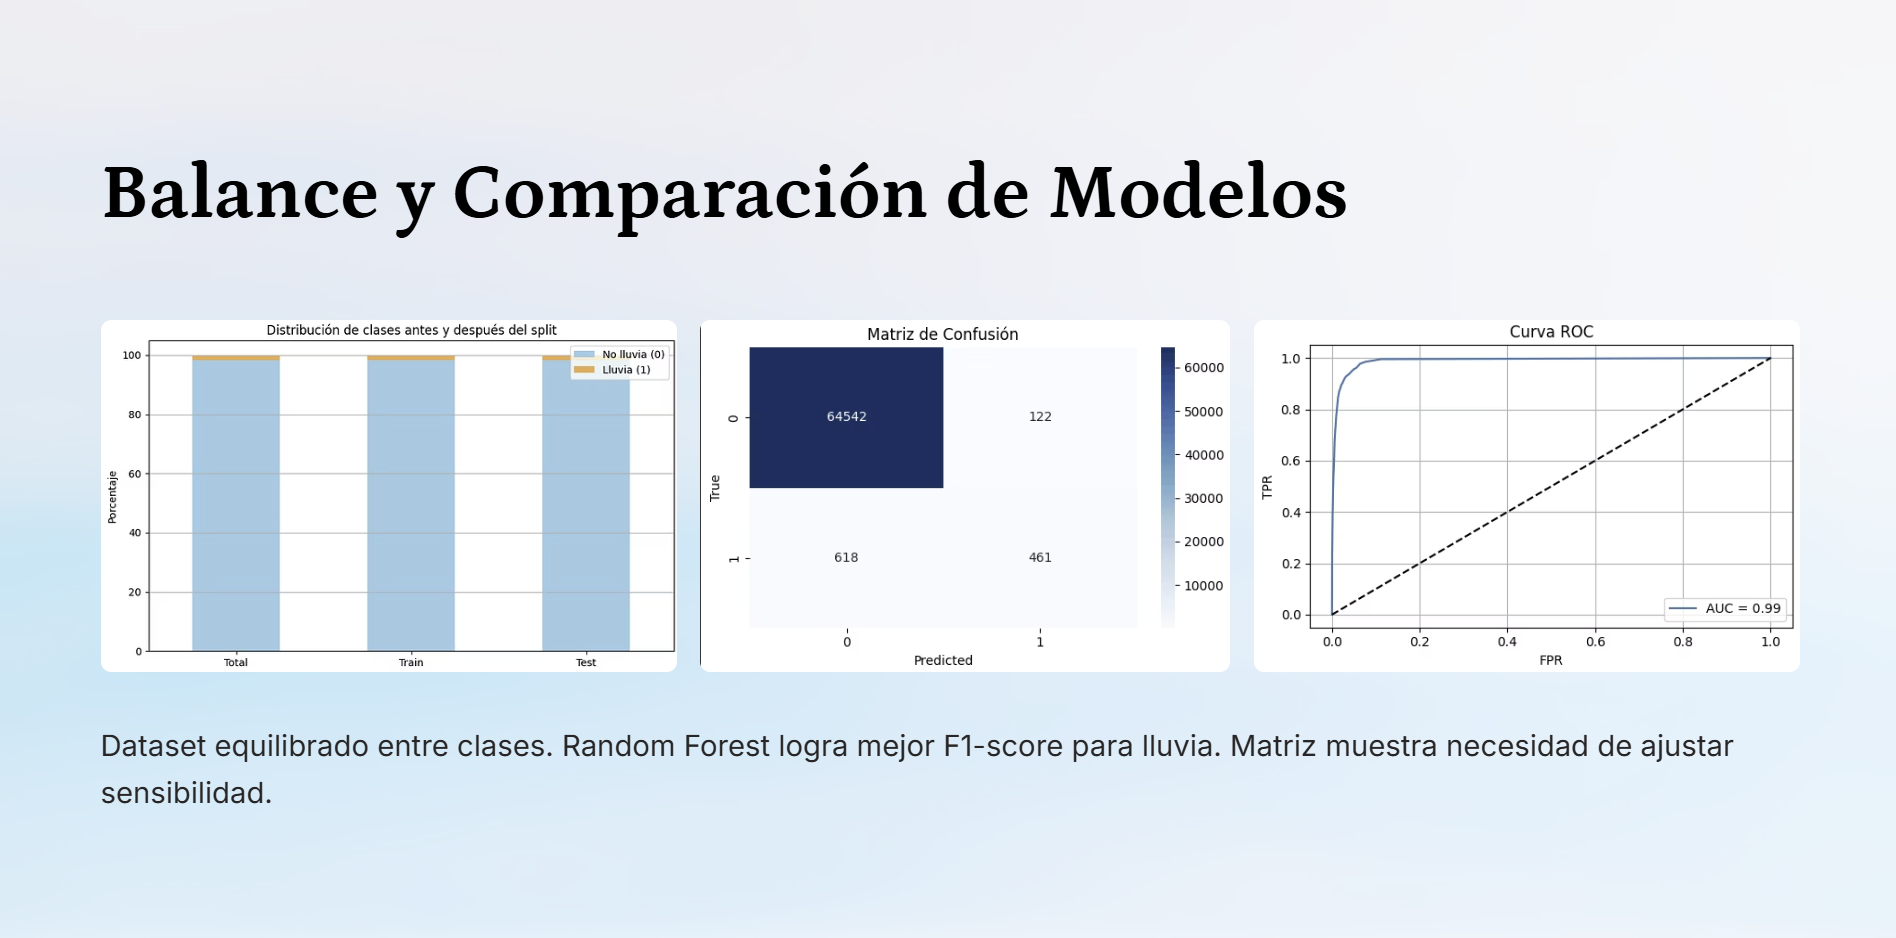 Balance y Comparación de Modelos
Distribución de clases antes y después del split
No lluvia (0)
Lluvia (1)
100
80
60
40
20
0
Porcentaje
Total
Train
Test
Matriz de Confusión
64542
122
618
461
0
1
True
0
1
Predicted
60000
50000
40000
30000
20000
10000
Curva ROC
1.0
0.8
0.6
0.4
0.2
0.0
TPR
AUC = 0.99
0.0
0.2
0.4
0.6
0.8
1.0
FPR
Dataset equilibrado entre clases. Random Forest logra mejor F1-score para lluvia. Matriz muestra necesidad de ajustar
sensibilidad.